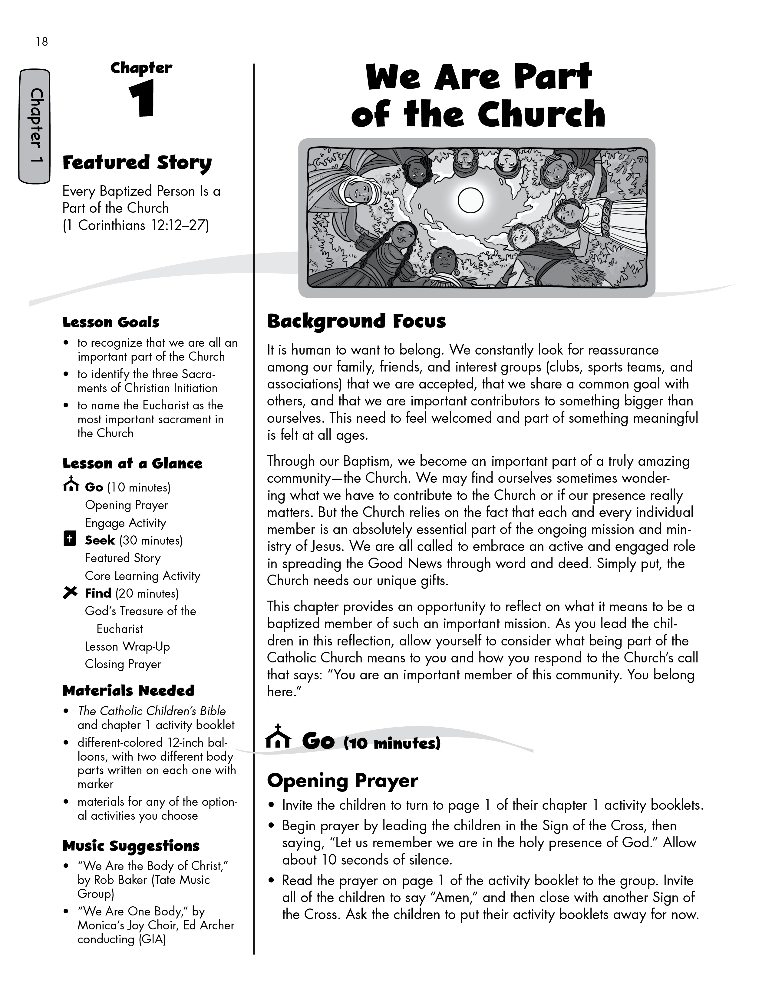 18
Chapter 1
Chapter
1
Featured Story
Every Baptized Person Is a
Part of the Church
(1 Corinthians 12:12–27)
Lesson Goals
• to recognize that we are all an
important part of the Church
• to identify the three Sacra-
ments of Christian Initiation
• to name the Eucharist as the
most important sacrament in
the Church
Lesson at a Glance
Go (10 minutes)
Opening Prayer
Engage Activity
Seek (30 minutes)
Featured Story
Core Learning Activity
Find (20 minutes)
God’s Treasure of the
Eucharist
Lesson Wrap-Up
Closing Prayer
Materials Needed
• The Catholic Children’s Bible
and chapter 1 activity booklet
• different-colored 12-inch bal-
loons, with two different body
parts written on each one with
marker
• materials for any of the option-
al activities you choose
Music Suggestions
• “We Are the Body of Christ,”
by Rob Baker (Tate Music
Group)
• “We Are One Body,” by
Monica’s Joy Choir, Ed Archer
conducting (GIA)
We Are Part
of the Church
Background Focus
It is human to want to belong. We constantly look for reassurance
among our family, friends, and interest groups (clubs, sports teams, and
associations) that we are accepted, that we share a common goal with
others, and that we are important contributors to something bigger than
ourselves. This need to feel welcomed and part of something meaningful
is felt at all ages.
Through our Baptism, we become an important part of a truly amazing
community—the Church. We may find ourselves sometimes wonder-
ing what we have to contribute to the Church or if our presence really
matters. But the Church relies on the fact that each and every individual
member is an absolutely essential part of the ongoing mission and min-
istry of Jesus. We are all called to embrace an active and engaged role
in spreading the Good News through word and deed. Simply put, the
Church needs our unique gifts.
This chapter provides an opportunity to reflect on what it means to be a
baptized member of such an important mission. As you lead the chil-
dren in this reflection, allow yourself to consider what being part of the
Catholic Church means to you and how you respond to the Church’s call
that says: “You are an important member of this community. You belong
here.”
Go (10 minutes)
Opening Prayer
• Invite the children to turn to page 1 of their chapter 1 activity booklets.
• Begin prayer by leading the children in the Sign of the Cross, then
saying, “Let us remember we are in the holy presence of God.” Allow
about 10 seconds of silence.
• Read the prayer on page 1 of the activity booklet to the group. Invite
all of the children to say “Amen,” and then close with another Sign of
the Cross. Ask the children to put their activity booklets away for now.